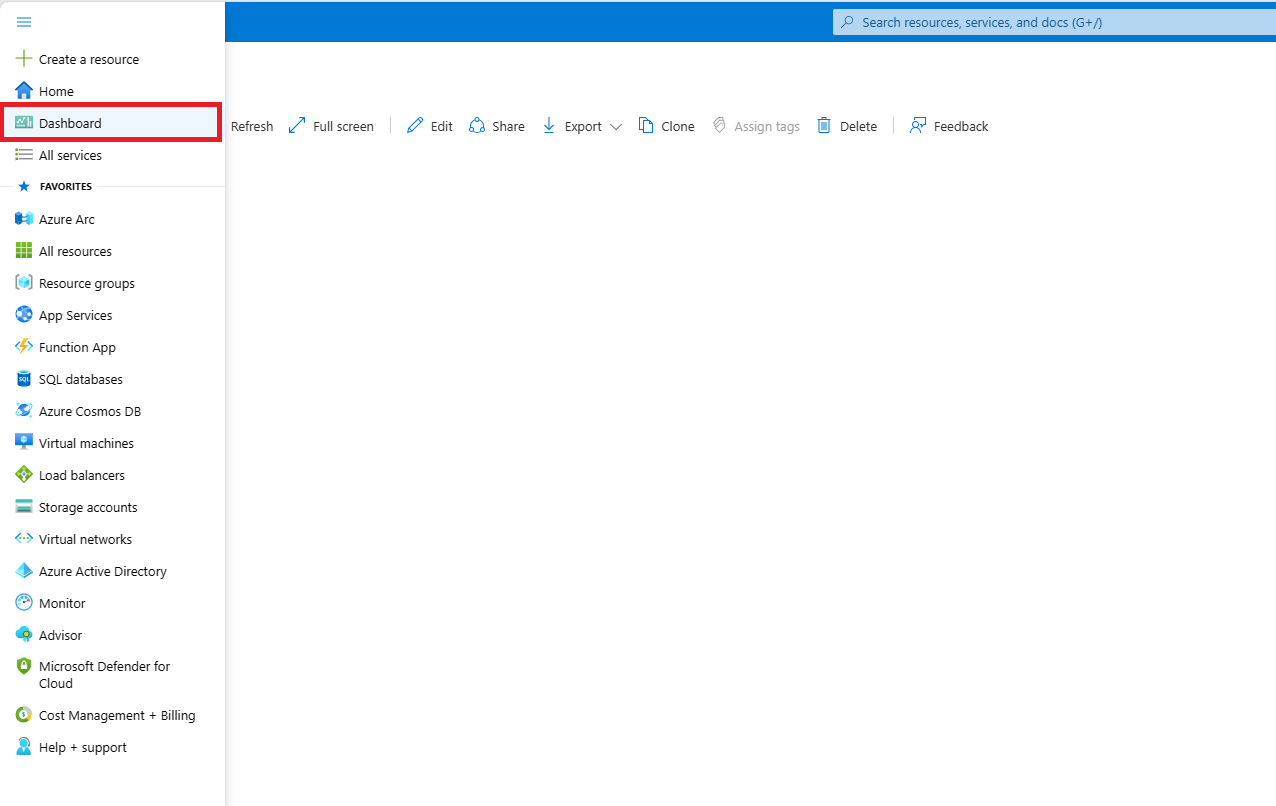 Search resources, services, and docs (G+/)
Create a resource
Home
Dashboard
All services
FAVORITES
Azure Arc
All resources
Resource groups
App Services
Function App
SQL
SQL databases
Azure Cosmos DB
Virtual machines
Load balancers
Storage accounts
Virtual networks
Azure Active Directory
Monitor
Advisor
Microsoft Defender for
Cloud
Cost Management + Billing
Help + support
Refresh Full screen Edit Share Export Clone Assign tags Delete Feedback